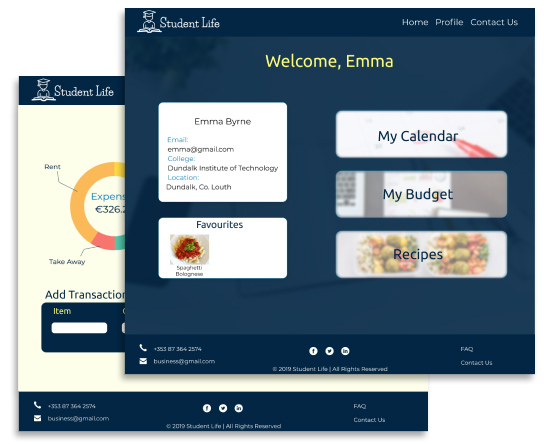 Student Life
Home Profile Contact Us
Welcome, Emma
Emma Byrne
Email:
emma@gmail.com
College:
Dundalk Institute of Technology
Location:
Dundalk, Co. Louth
My Calendar
My Budget
Recipes
Favourites
Spaghetti
Bolognese
+353 87 364 2574
business@gmail.com
© 2019 Student Life | All Rights Reserved
FAQ
Contact Us
Student Life
Rent
Expen
€326.2
Take Away
Add Transaction
Item
+353 87 364 2574
business@gmail.com
© 2019 Student Life | All Rights Reserved
FAQ
Contact Us